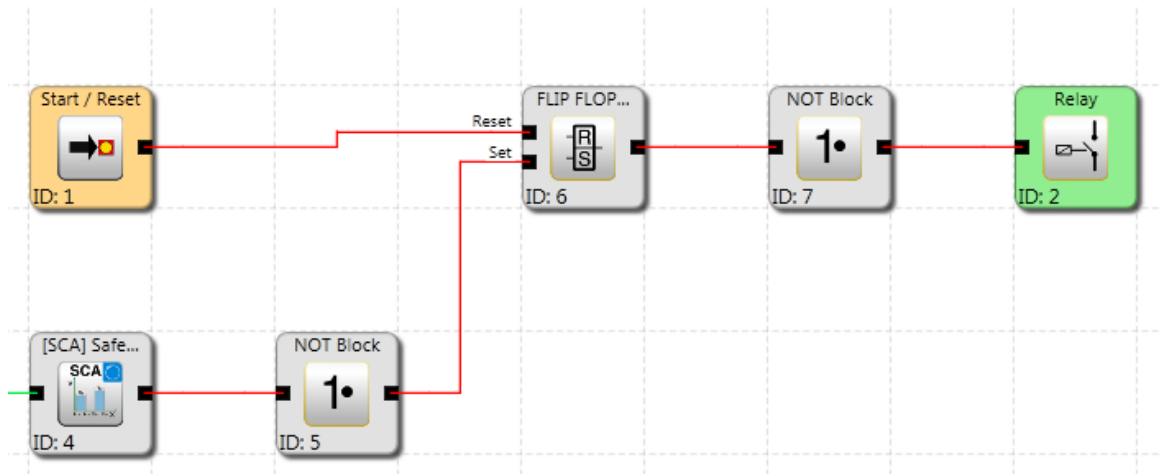 Start / Reset
ID: 1
Reset
Set
FLIP FLOP...
R
S
ID: 6
NOT Block
1
ID: 7
Relay
ID: 2
[SCA] Safe...
SCA
ID: 4
NOT Block
1
ID: 5